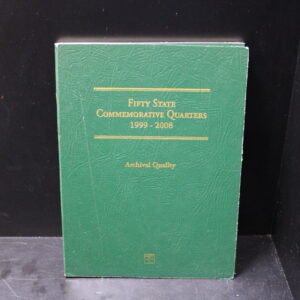 Fifty State
Commemorative Quarters
1999 - 2008
Archival Quality